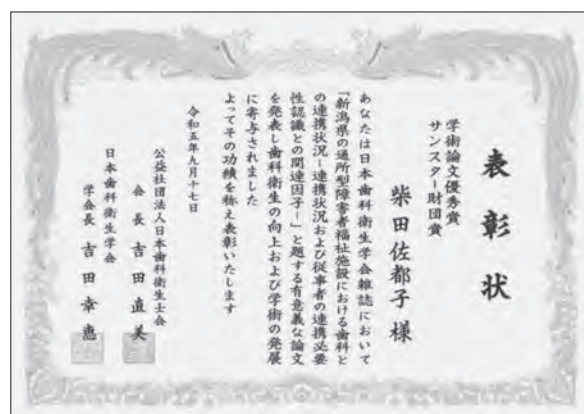 表彰状
学術論文優秀賞
サンスター財団賞
柴田佐都子 様
あなたは日本歯科衛生学会雑誌において
「新潟県の通所型障害者福祉施設における歯科と
の連携状況-連携状況および従事者の連携必要
性認識との関連因子-」と題する有意義な論文
を発表し歯科衛生の向上および学術の発展
に寄与されました
よってその功績を称え表彰いたします
令和五年九月十七日
公益社団法人日本歯科衛生士会
会長 吉田直美
日本歯科衛生学会
学会長 吉田幸恵